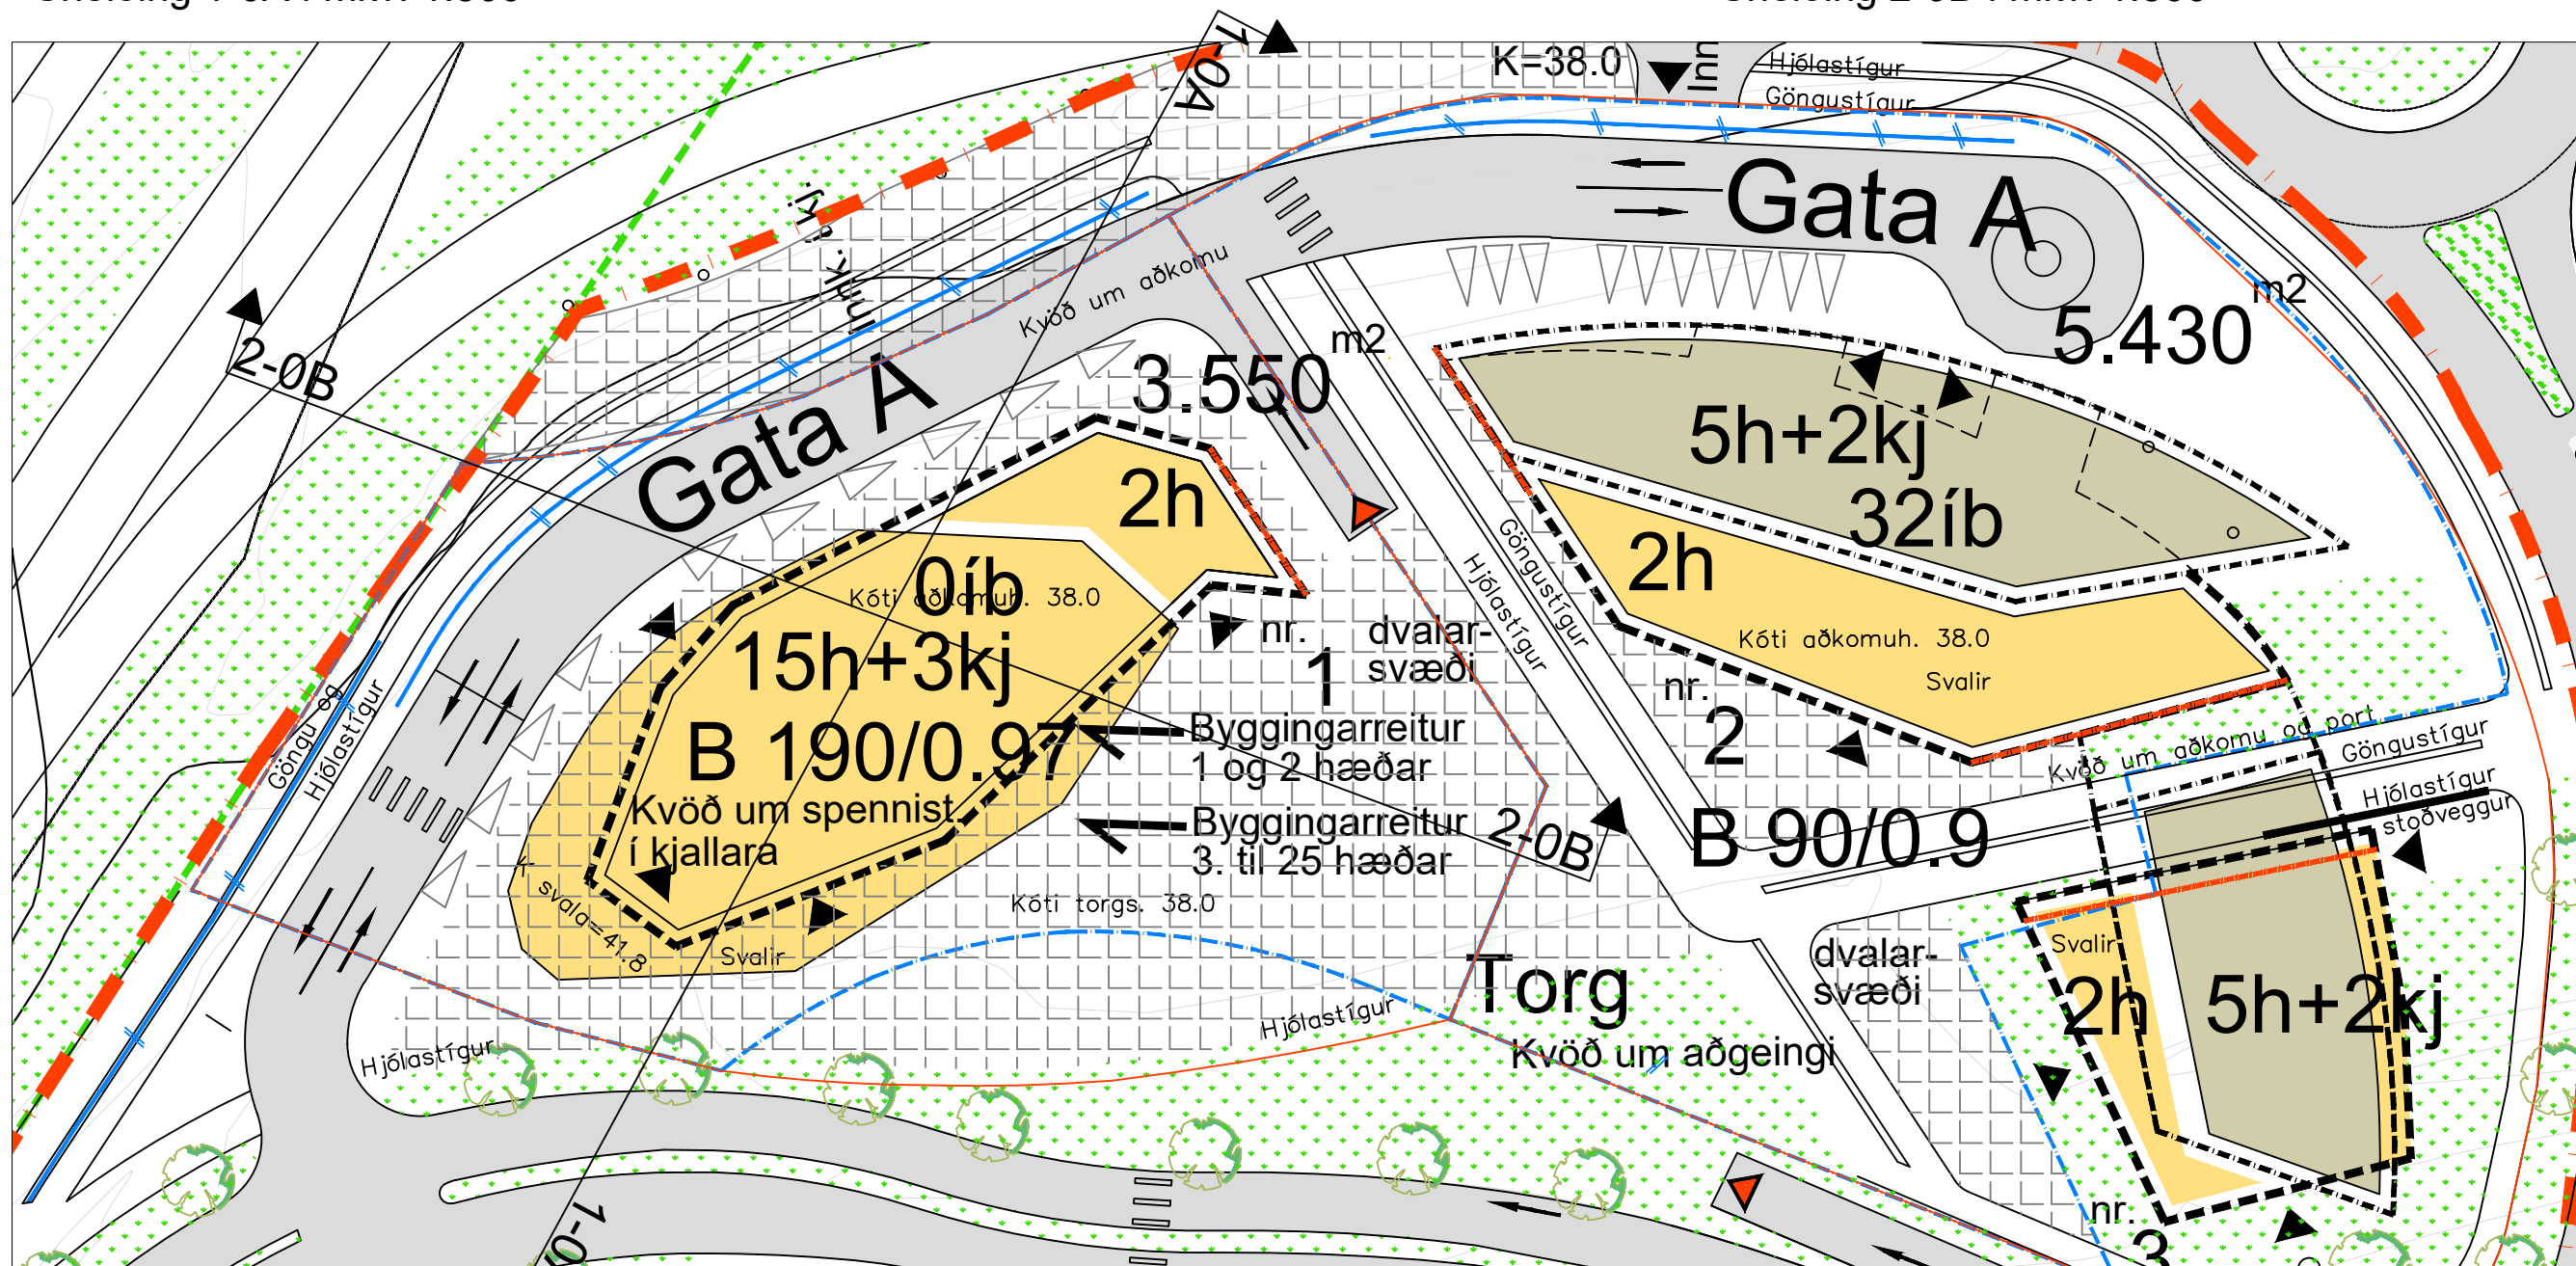 K=38.0
Inn
Hjólastígur
Göngustígur
1-0A
Gata A
Kvöð um aðkomu
m2
5.430
2-0B
Gata A
3.550
m2
Innk. í kj.
5h+2kj
32íb
2h
2h
0íb
Kóti aðkomuh. 38.0
15h+3kj
B 190/0.97
Kvöð um spennist.
í kjallara
K svala=41.8
Svalir
nr.
1
dvalar-
svæði
Göngustígur
Hjólastígur
Kóti aðkomuh. 38.0
Svalir
nr.
2
B 90/0.9
Byggingarreitur
1 og 2 hæðar
Byggingarreitur
3. til 25 hæðar
2-0B
Kóti torgs. 38.0
Göngu og
Hjólastígur
Kvöð um aðkomu og port
Göngustígur
Hjólastígur
stoðveggur
Torg
Kvöð um aðgeingi
dvalar-
svæði
Svalir
2h
5h+2kj
Hjólastígur
Hjólastígur
nr.
3